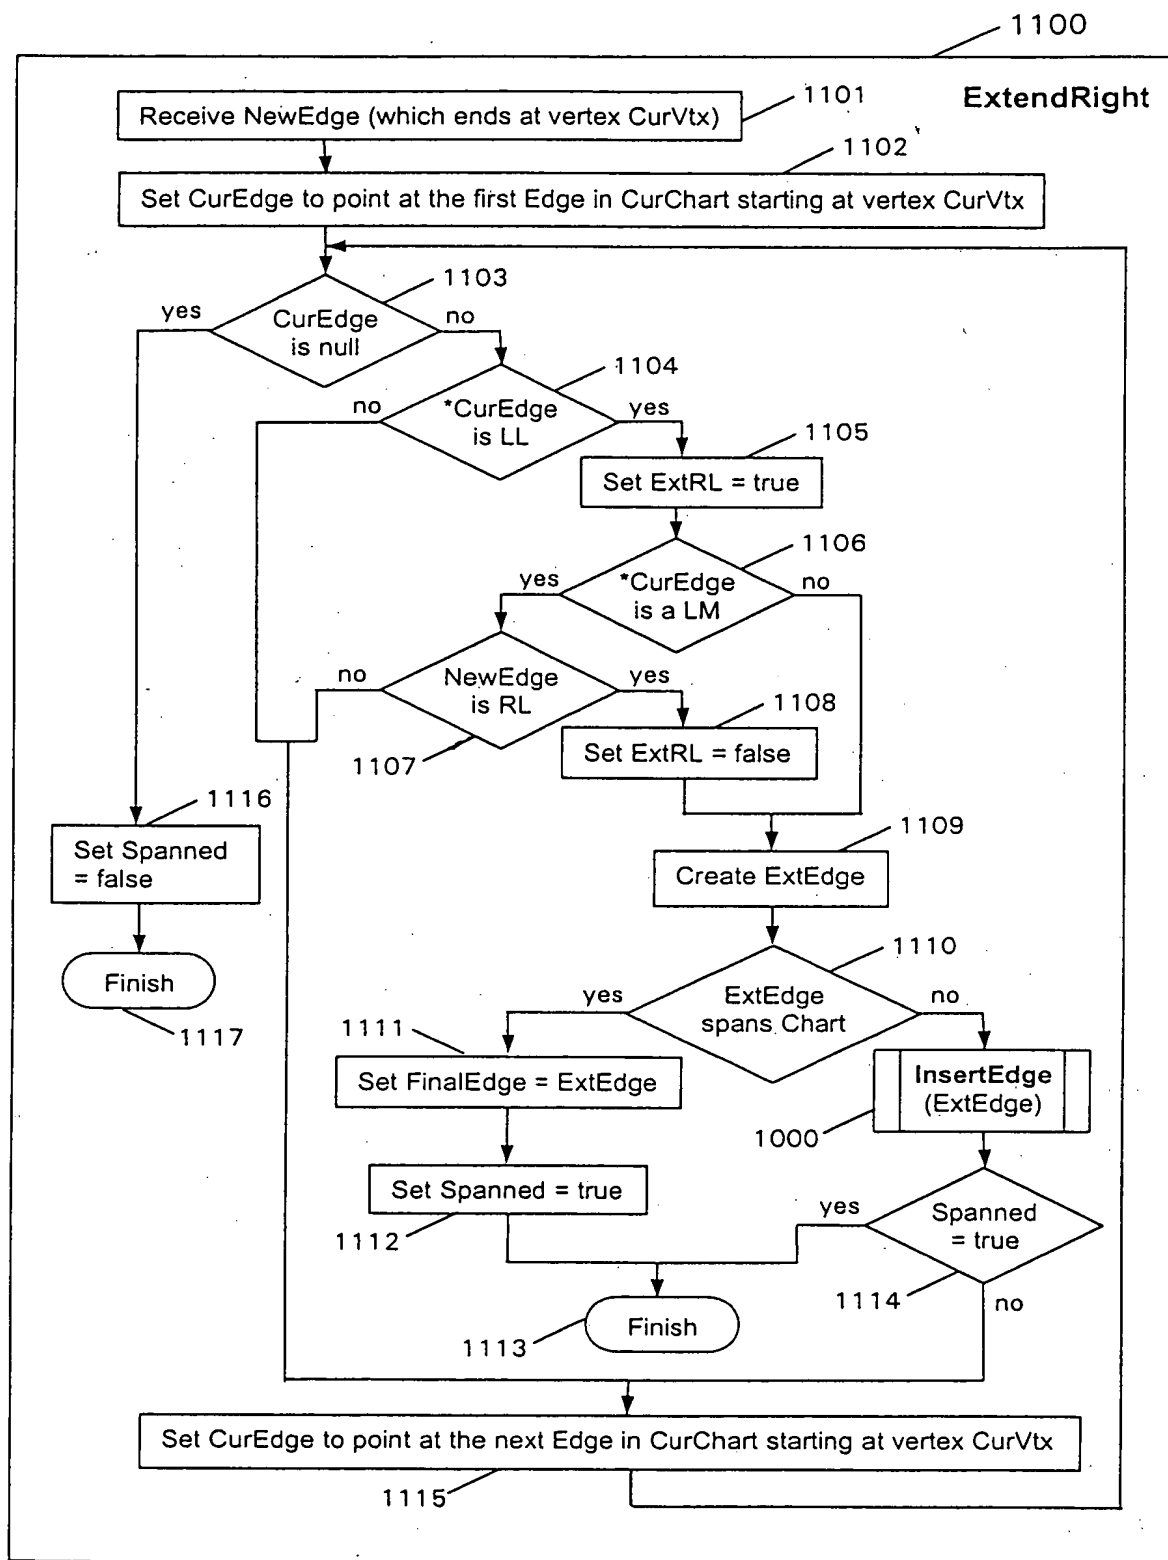 1100
ExtendRight
1101
Receive NewEdge (which ends at vertex CurVtx)
1102
Set CurEdge to point at the first Edge in CurChart starting at vertex CurVtx
1103
yes
CurEdge
is null
no
1104
no
*CurEdge
is LL
yes
1105
Set ExtRL = true
1106
yes
*CurEdge
is a LM
no
no
NewEdge
is RL
yes
1107
1108
Set ExtRL = false
1116
Set Spanned
= false
1109
Create ExtEdge
Finish
1117
1110
yes
ExtEdge
spans Chart
no
1111
Set FinalEdge = ExtEdge
InsertEdge
(ExtEdge)
1000
Set Spanned = true
1112
yes
Spanned
= true
1114
no
Finish
1113
Set CurEdge to point at the next Edge in CurChart starting at vertex CurVtx
1115